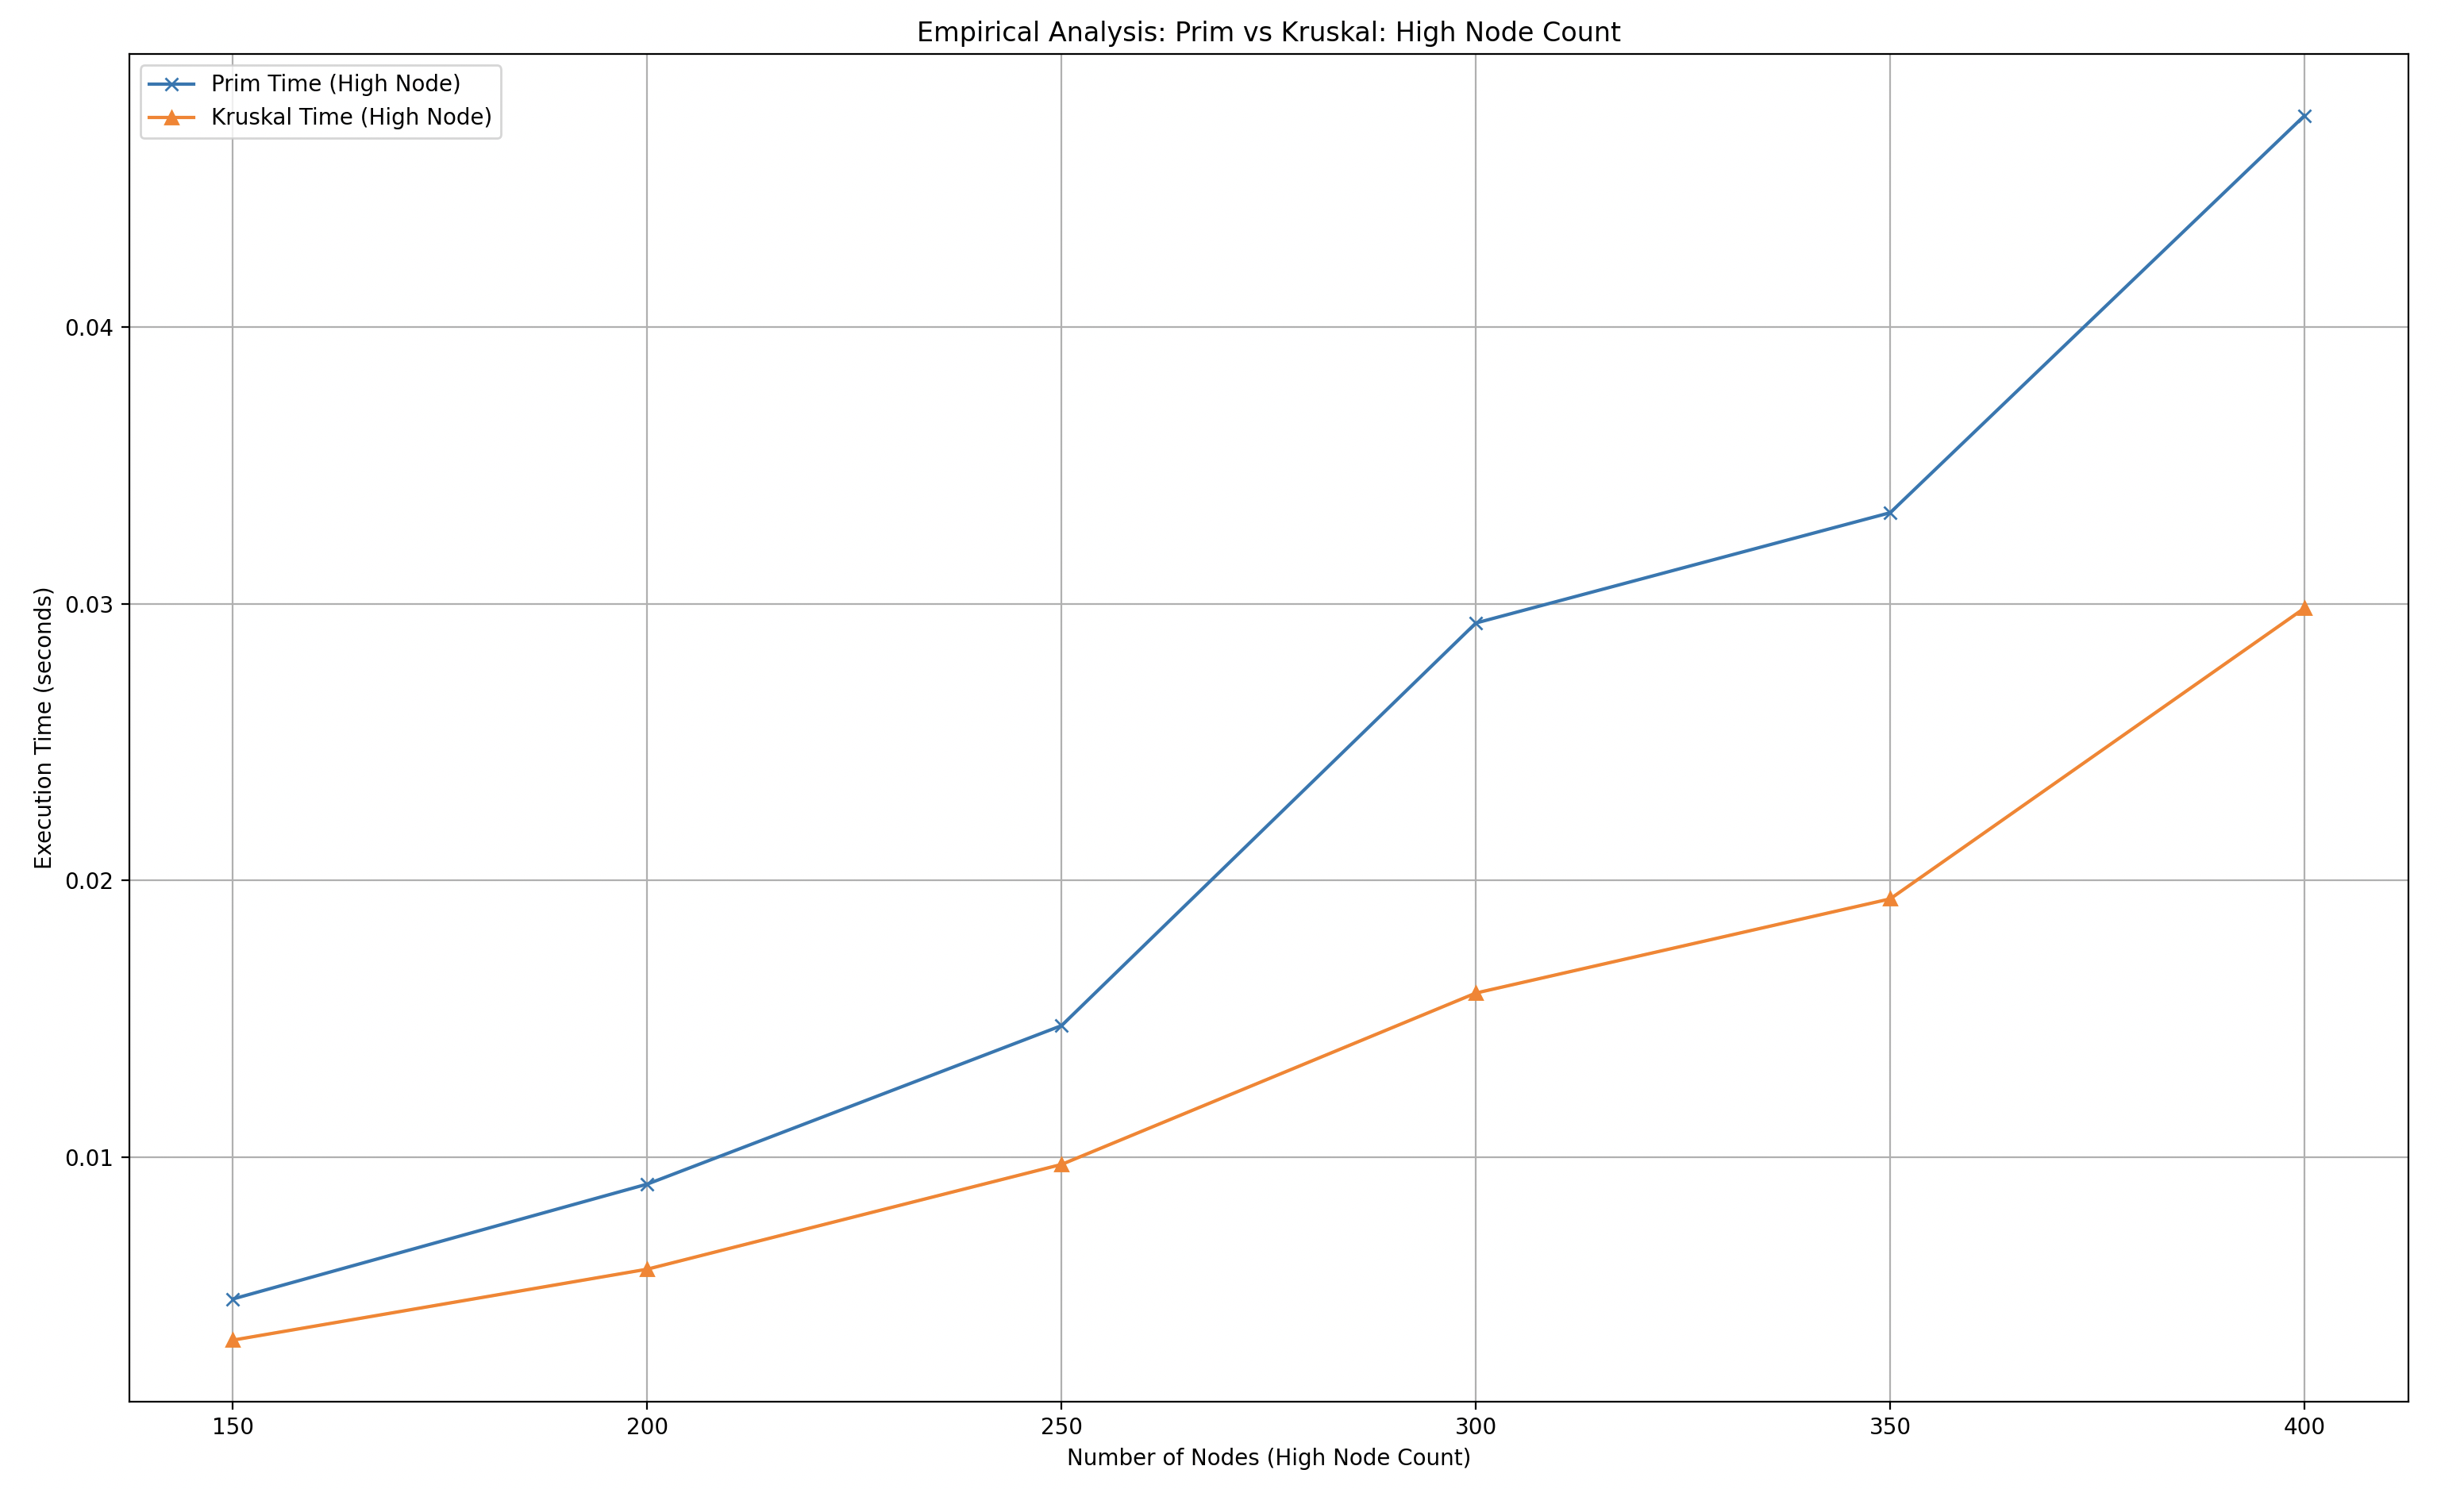 Empirical Analysis: Prim vs Kruskal: High Node Count
Prim Time (High Node)
Kruskal Time (High Node)
0.04
0.03
0.02
0.01
Execution Time (seconds)
150 200 250 300 350 400
Number of Nodes (High Node Count)